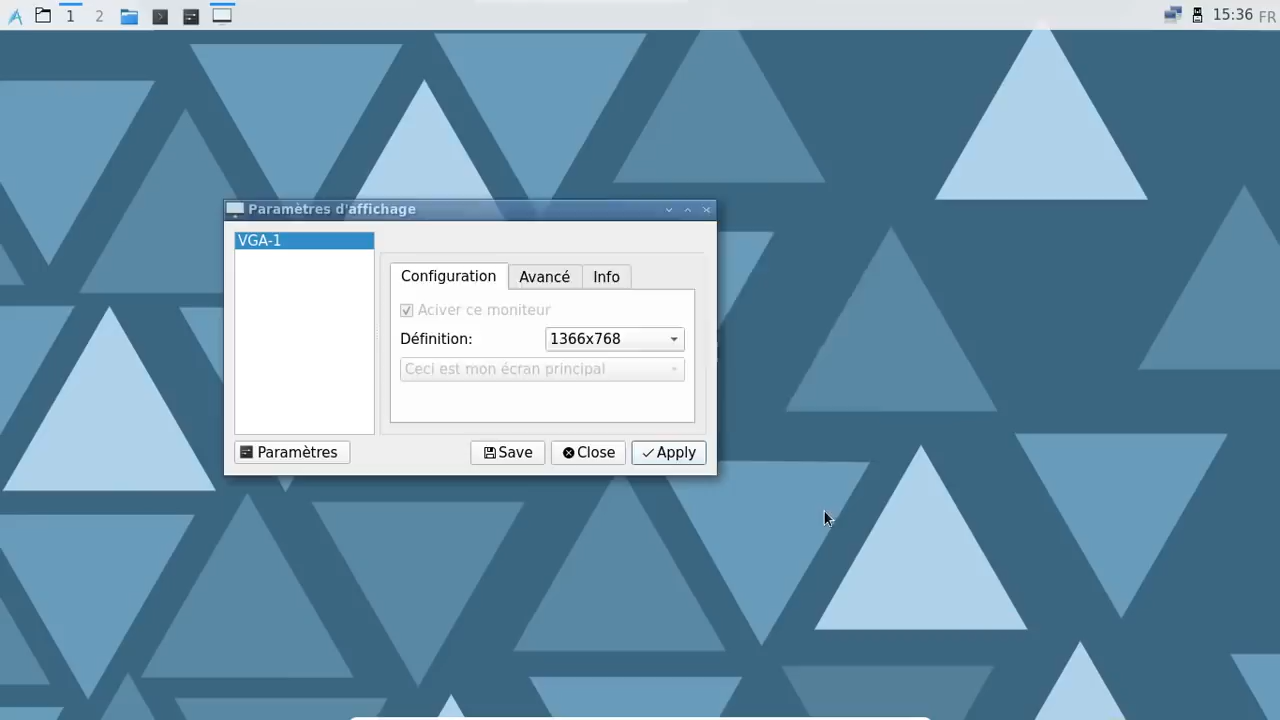 1 2 15:36 FR
Paramètres d'affichage
VGA-1
Configuration Avancé Info
Aciver ce moniteur
Définition: 1366x768
Ceci est mon écran principal
Paramètres Save Close Apply